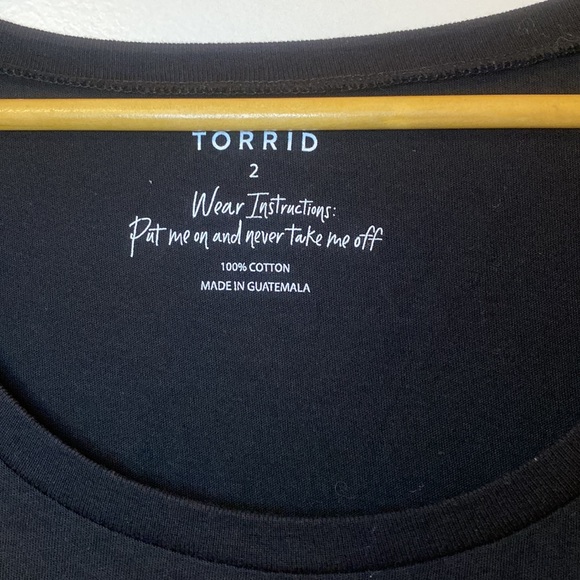 TORRID
2
Wear Instructions:
Put me on and never take me off
100% COTTON
MADE IN GUATEMALA